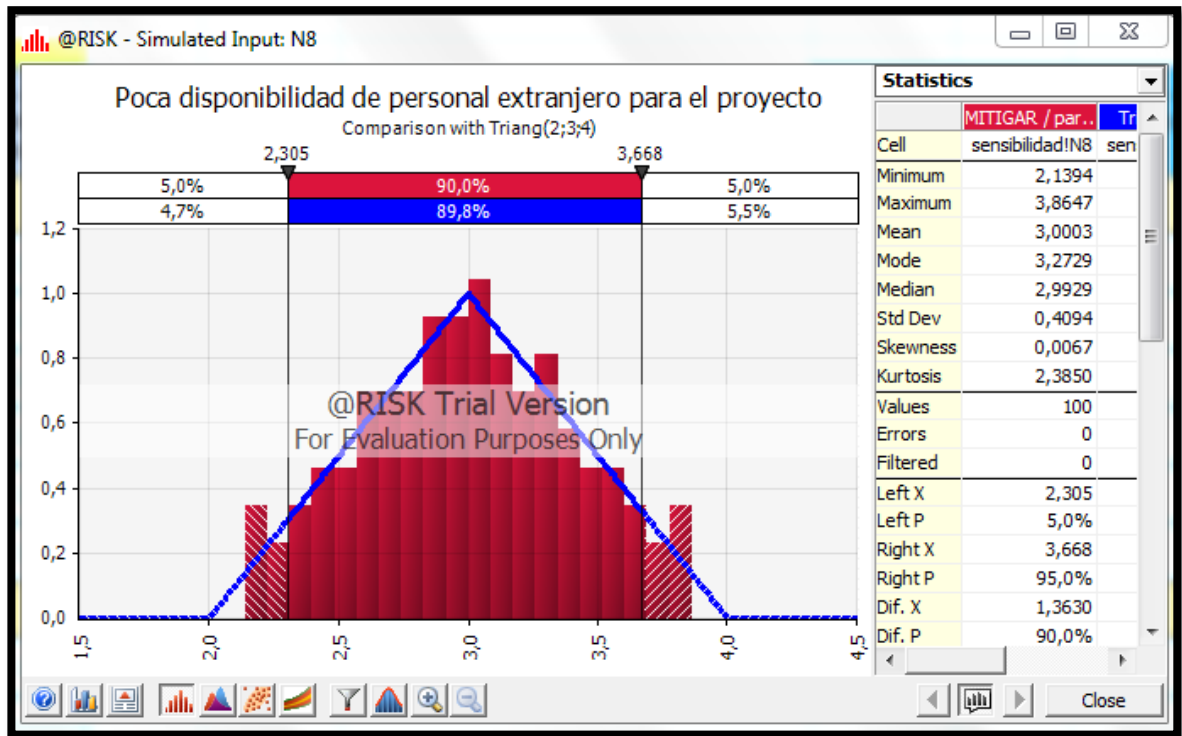 @RISK - Simulated Input: N8
Poca disponibilidad de personal extranjero para el proyecto
Comparison with Triang(2;3;4)
2,305 3,668
5,0% 90,0% 5,0%
4,7% 89,8% 5,5%
1,2
1,0
0,8
0,6
0,4
0,2
0,0
1,5 2,0 2,5 3,0 3,5 4,0 4,5
@RISK Trial Version
For Evaluation Purposes Only
Statistics
MITIGAR / par.. Tr
Cell sensibilidad!N8 sen
Minimum 2,1394
Maximum 3,8647
Mean 3,0003
Mode 3,2729
Median 2,9929
Std Dev 0,4094
Skewness 0,0067
Kurtosis 2,3850
Values 100
Errors 0
Filtered 0
Left X 2,305
Left P 5,0%
Right X 3,668
Right P 95,0%
Dif. X 1,3630
Dif. P 90,0%
Close